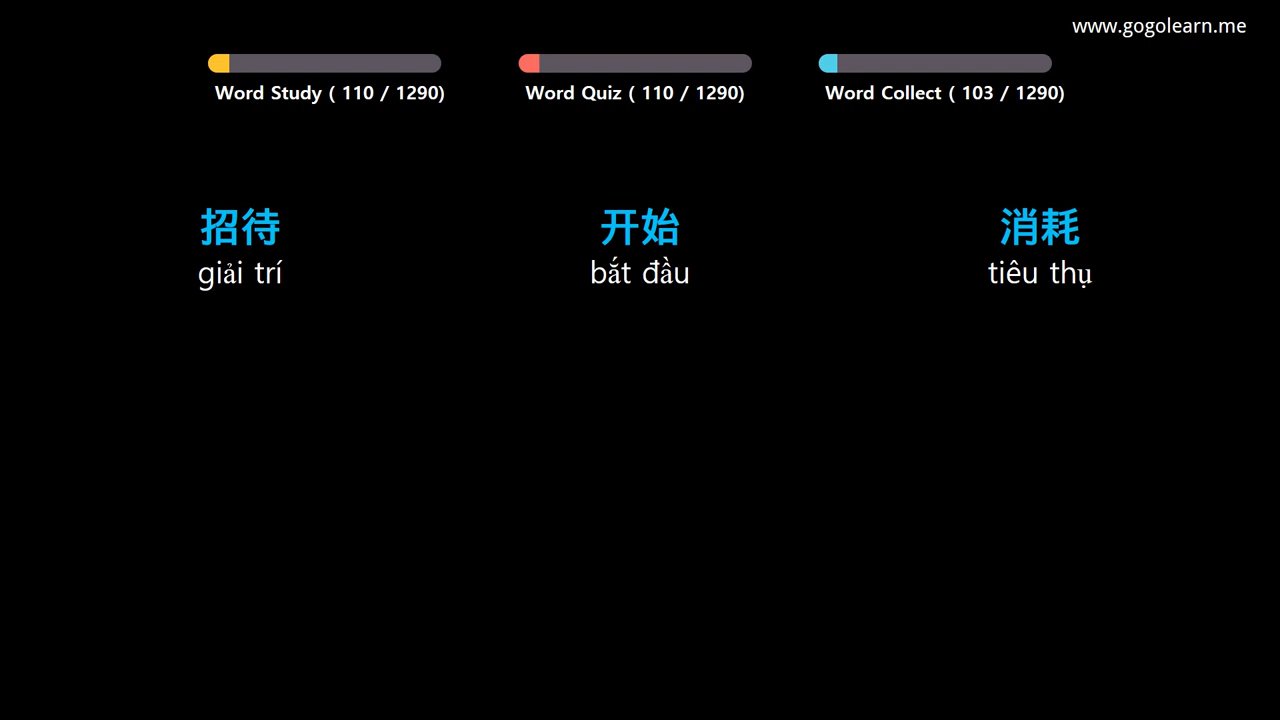 www.gogolearn.me
Word Study ( 110 / 1290)
Word Quiz ( 110 / 1290)
Word Collect ( 103 / 1290)
招待
giải trí
开始
bắt đầu
消耗
tiêu thụ